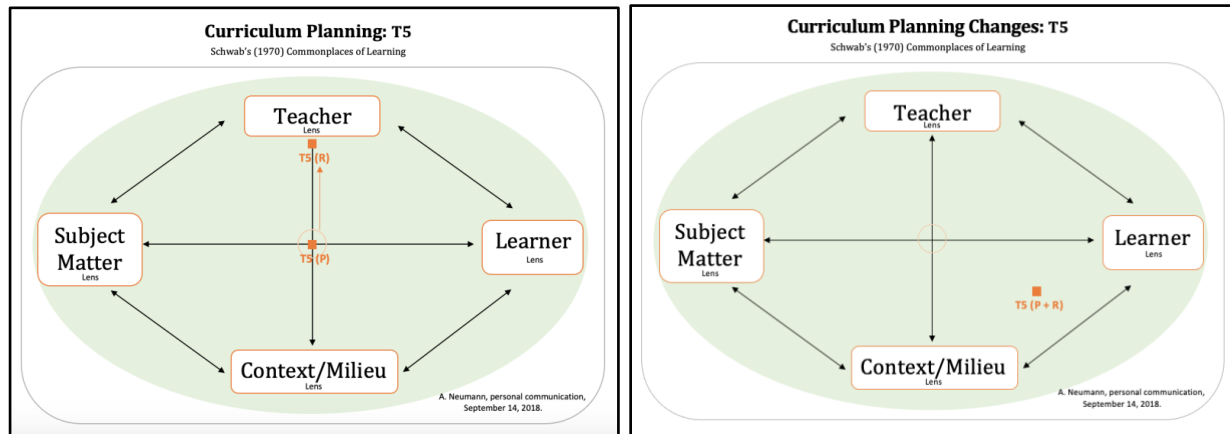 Curriculum Planning: T5
Schwab's (1970) Commonplaces of Learning
Teacher
Lens
T5 (R)
Subject
Matter
Lens
Learner
Lens
T5 (P)
Context/Milieu
Lens
A. Neumann, personal communication,
September 14, 2018.
Curriculum Planning Changes: T5
Schwab's (1970) Commonplaces of Learning
Teacher
Lens
Subject
Matter
Lens
Learner
Lens
T5 (P + R)
Context/Milieu
Lens
A. Neumann, personal communication,
September 14, 2018.